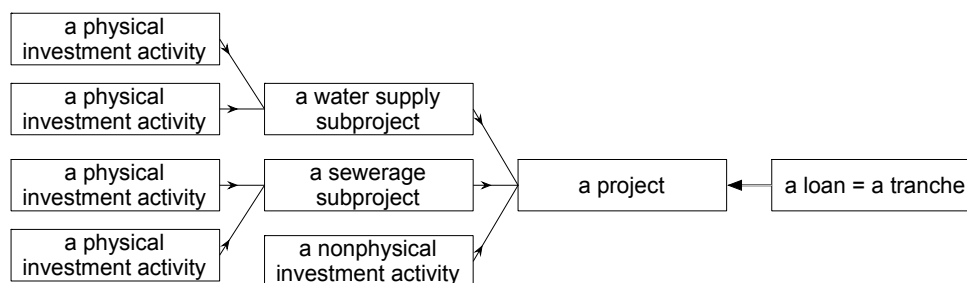 a physical
investment activity
a physical
investment activity
a physical
investment activity
a physical
investment activity
a water supply
subproject
a sewerage
subproject
a nonphysical
investment activity
a project
a loan = a tranche